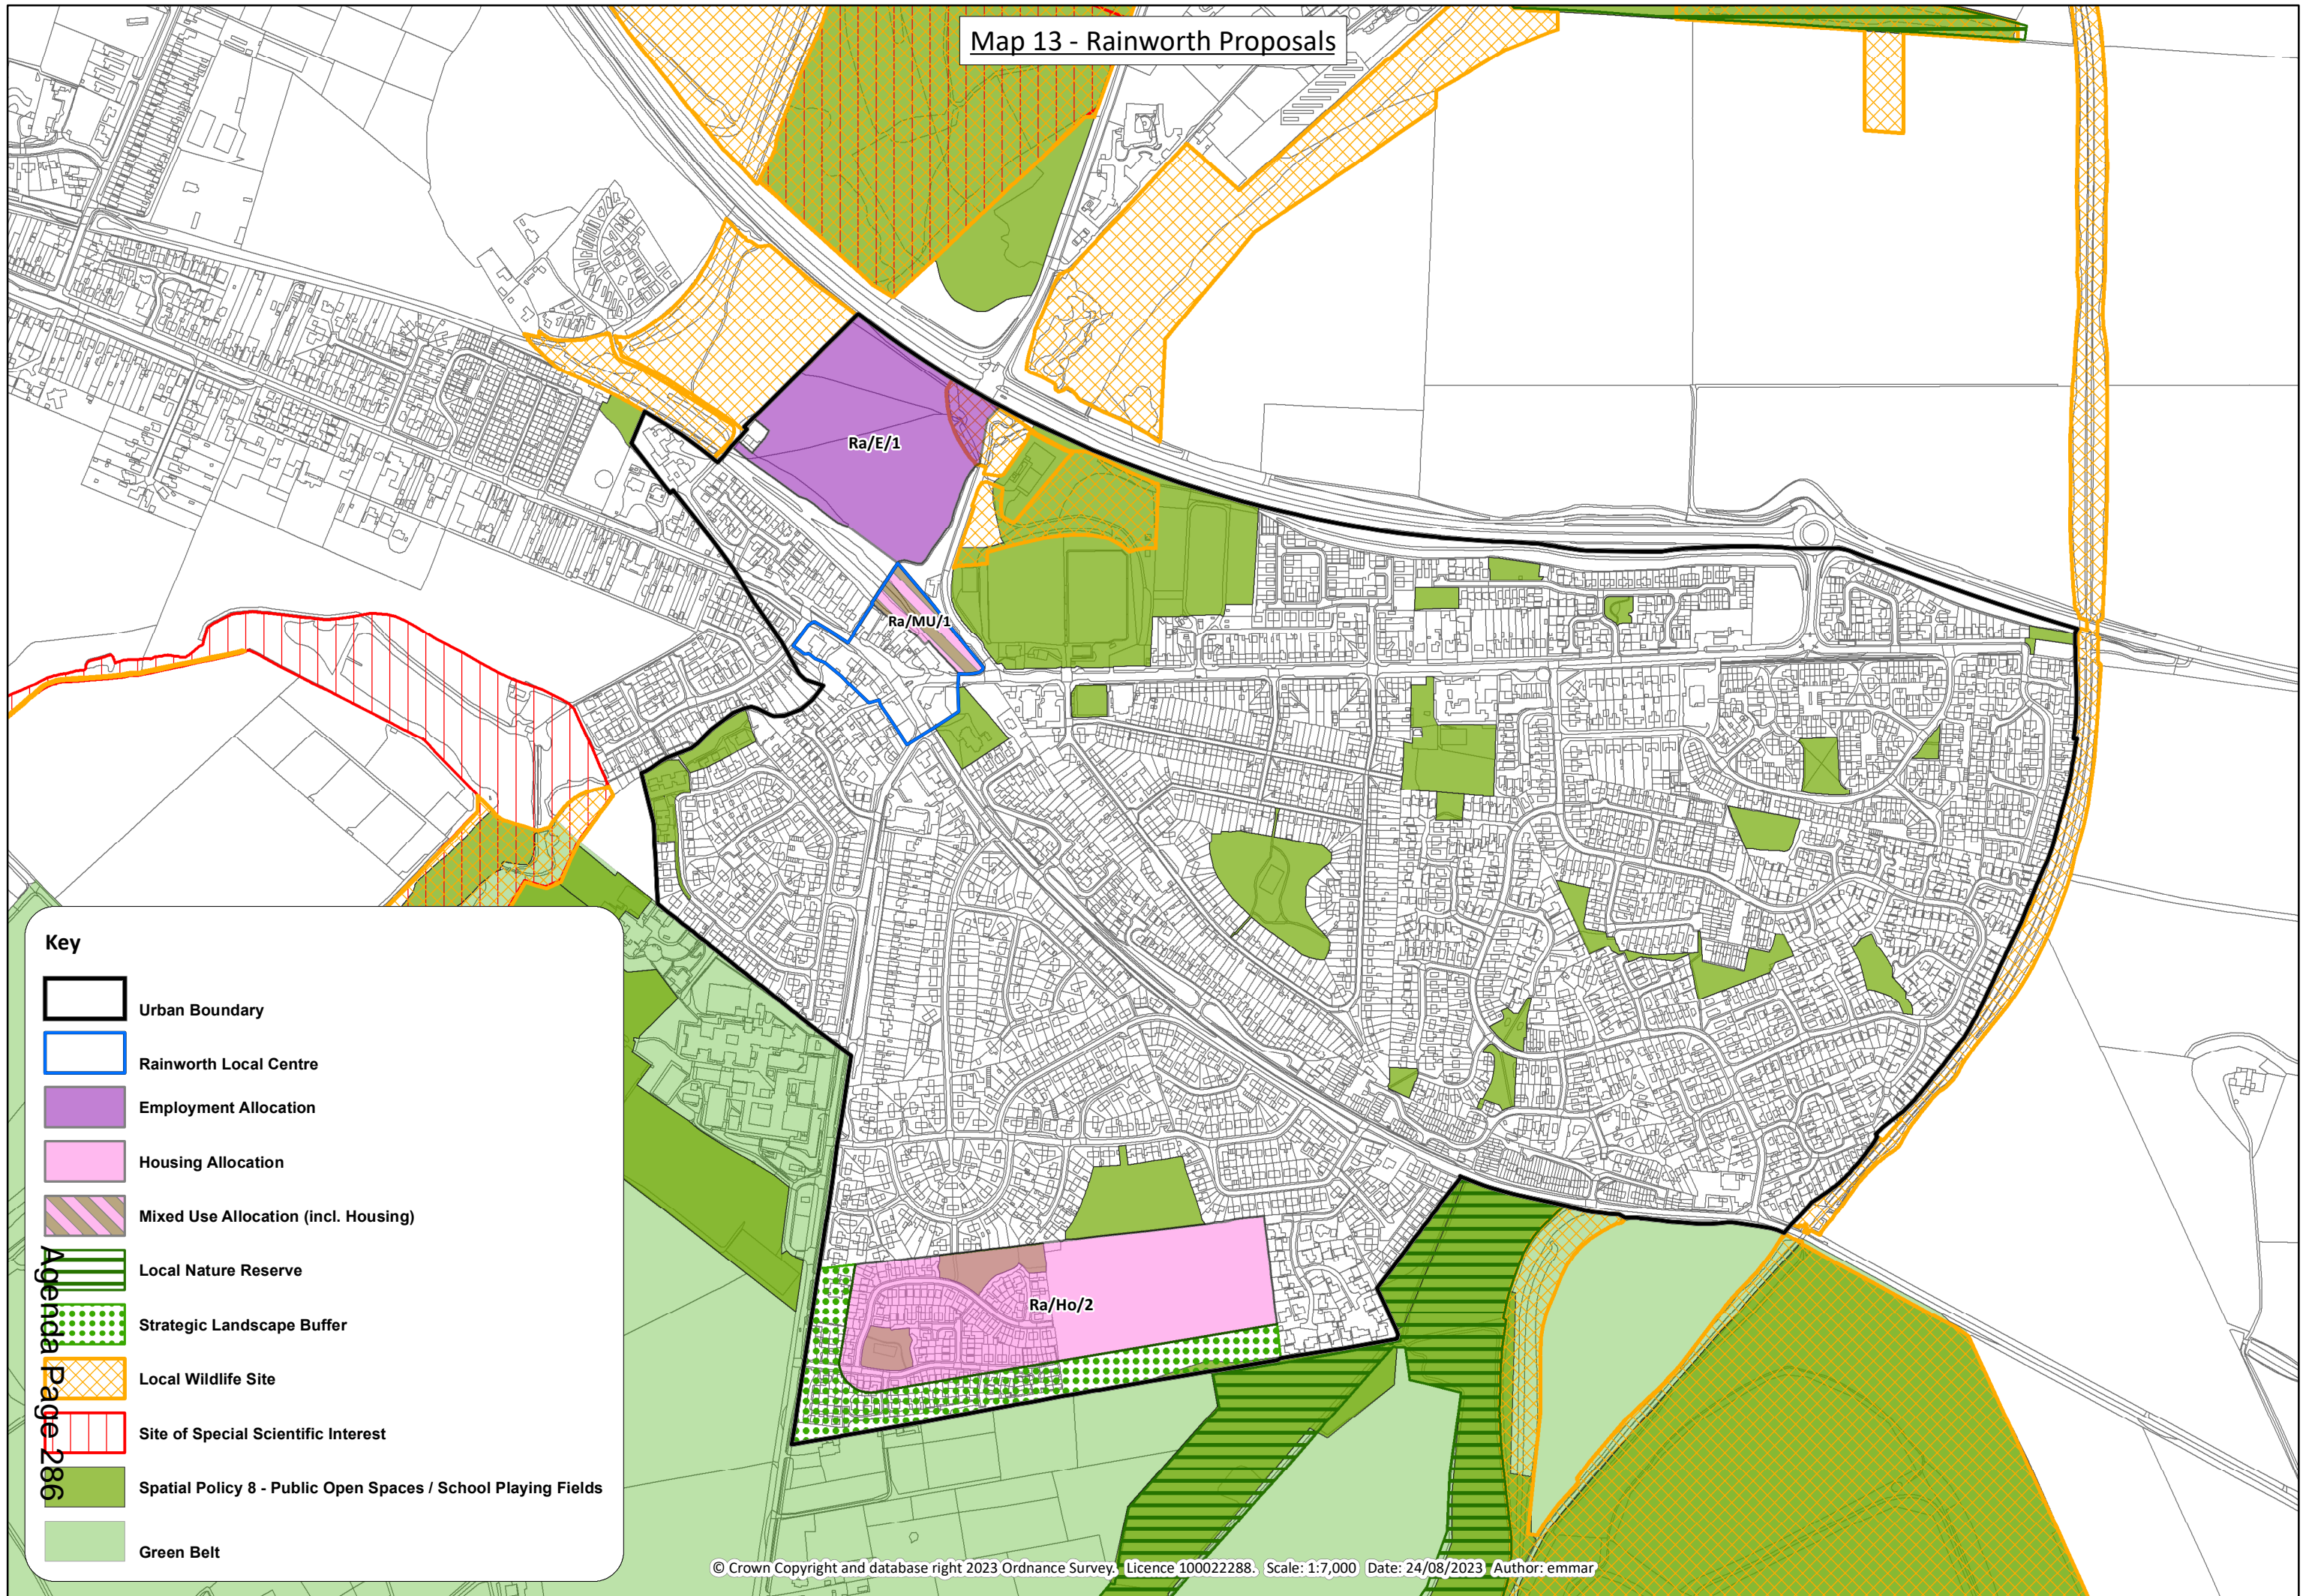 Map 13 - Rainworth Proposals
Ra/E/1
Ra/MU/1
Ra/Ho/2
Key
Urban Boundary
Rainworth Local Centre
Employment Allocation
Housing Allocation
Mixed Use Allocation (incl. Housing)
Local Nature Reserve
Strategic Landscape Buffer
Local Wildlife Site
Site of Special Scientific Interest
Spatial Policy 8 - Public Open Spaces / School Playing Fields
Green Belt
Agenda Page 286
© Crown Copyright and database right 2023 Ordnance Survey. Licence 100022288. Scale: 1:7,000 Date: 24/08/2023 Author: emmar